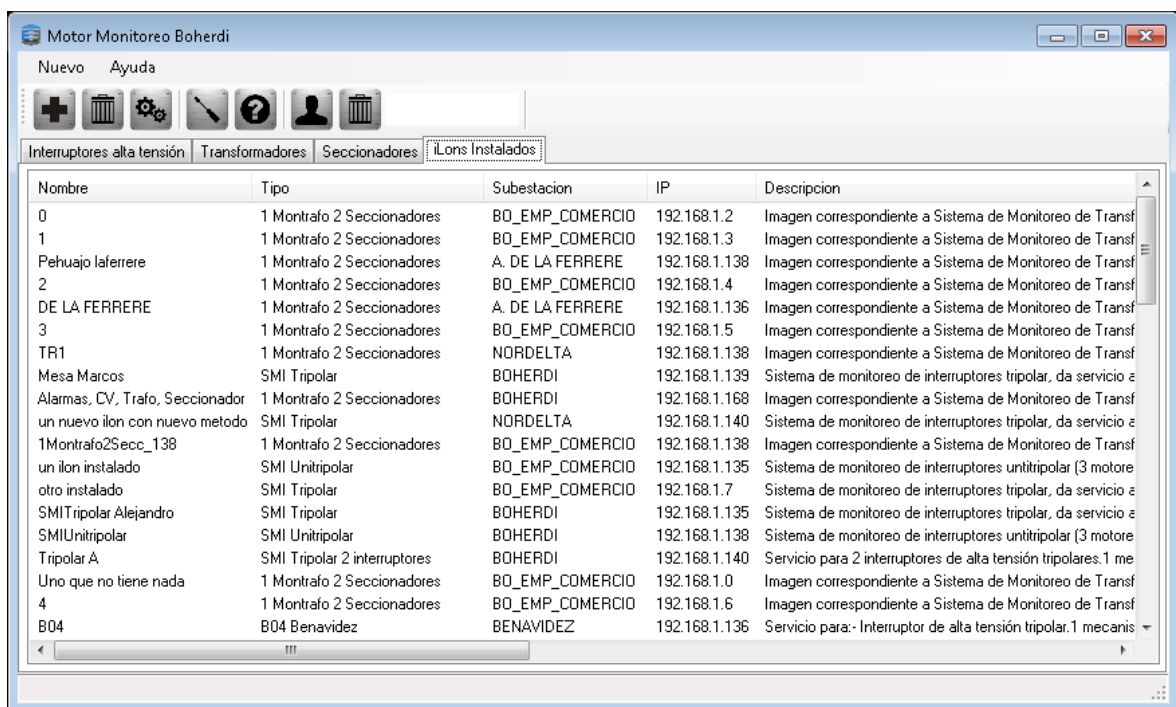 Motor Monitoreo Boherdi
Nuevo Ayuda
Interruptores alta tensión Transformadores Seccionadores iLons Instalados
Nombre Tipo Subestacion IP Descripcion
0 1 Montrafo 2 Seccionadores BO_EMP_COMERCIO 192.168.1.2 Imagen correspondiente a Sistema de Monitoreo de Transf
1 1 Montrafo 2 Seccionadores BO_EMP_COMERCIO 192.168.1.3 Imagen correspondiente a Sistema de Monitoreo de Transf
Pehuajo laferrere 1 Montrafo 2 Seccionadores A. DE LA FERRERE 192.168.1.138 Imagen correspondiente a Sistema de Monitoreo de Transf
2 1 Montrafo 2 Seccionadores BO_EMP_COMERCIO 192.168.1.4 Imagen correspondiente a Sistema de Monitoreo de Transf
DE LA FERRERE 1 Montrafo 2 Seccionadores A. DE LA FERRERE 192.168.1.136 Imagen correspondiente a Sistema de Monitoreo de Transf
3 1 Montrafo 2 Seccionadores BO_EMP_COMERCIO 192.168.1.5 Imagen correspondiente a Sistema de Monitoreo de Transf
TR1 1 Montrafo 2 Seccionadores NORDELTA 192.168.1.138 Imagen correspondiente a Sistema de Monitoreo de Transf
Mesa Marcos SMI Tripolar BOHERDI 192.168.1.139 Sistema de monitoreo de interruptores tripolar, da servicio a
Alarmas, CV, Trafo, Seccionador 1 Montrafo 2 Seccionadores BOHERDI 192.168.1.168 Imagen correspondiente a Sistema de Monitoreo de Transf
un nuevo ilon con nuevo metodo SMI Tripolar NORDELTA 192.168.1.140 Sistema de monitoreo de interruptores tripolar, da servicio a
1Montrafo2Secc_138 1 Montrafo 2 Seccionadores BO_EMP_COMERCIO 192.168.1.138 Imagen correspondiente a Sistema de Monitoreo de Transf
un ilon instalado SMI Unitripolar BO_EMP_COMERCIO 192.168.1.135 Sistema de monitoreo de interruptores untitripolar (3 motore
otro instalado SMI Tripolar BO_EMP_COMERCIO 192.168.1.7 Sistema de monitoreo de interruptores tripolar, da servicio a
SMITripolar Alejandro SMI Tripolar BOHERDI 192.168.1.135 Sistema de monitoreo de interruptores tripolar, da servicio a
SMIUnitripolar SMI Unitripolar BOHERDI 192.168.1.138 Sistema de monitoreo de interruptores untitripolar (3 motore
Tripolar A SMI Tripolar 2 interruptores BOHERDI 192.168.1.140 Servicio para 2 interruptores de alta tensión tripolares.1 me
Uno que no tiene nada 1 Montrafo 2 Seccionadores BO_EMP_COMERCIO 192.168.1.0 Imagen correspondiente a Sistema de Monitoreo de Transf
4 1 Montrafo 2 Seccionadores BO_EMP_COMERCIO 192.168.1.6 Imagen correspondiente a Sistema de Monitoreo de Transf
B04 B04 Benavidez BENAVIDEZ 192.168.1.136 Servicio para:- Interruptor de alta tensión tripolar.1 mecanis